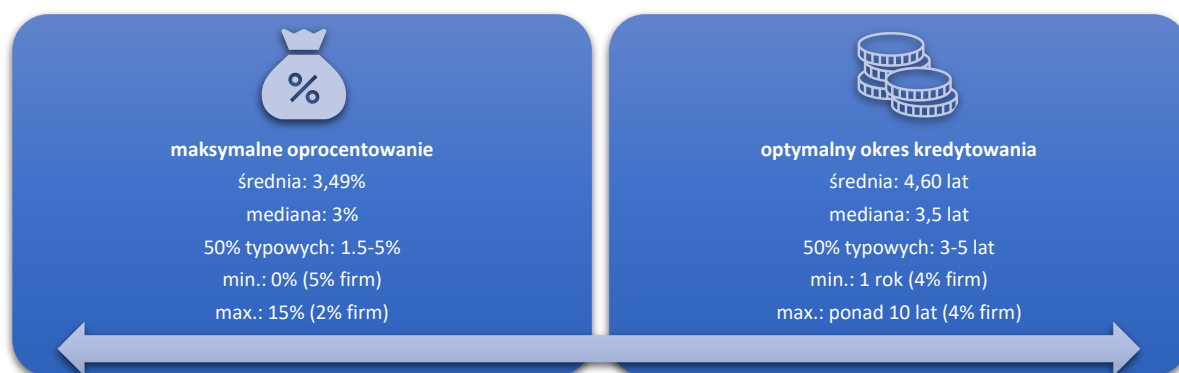 %
maksymalne oprocentowanie
średnia: 3,49%
mediana: 3%
50% typowych: 1.5-5%
min.: 0% (5% firm)
max.: 15% (2% firm)
optymalny okres kredytowania
średnia: 4,60 lat
mediana: 3,5 lat
50% typowych: 3-5 lat
min.: 1 rok (4% firm)
max.: ponad 10 lat (4% firm)